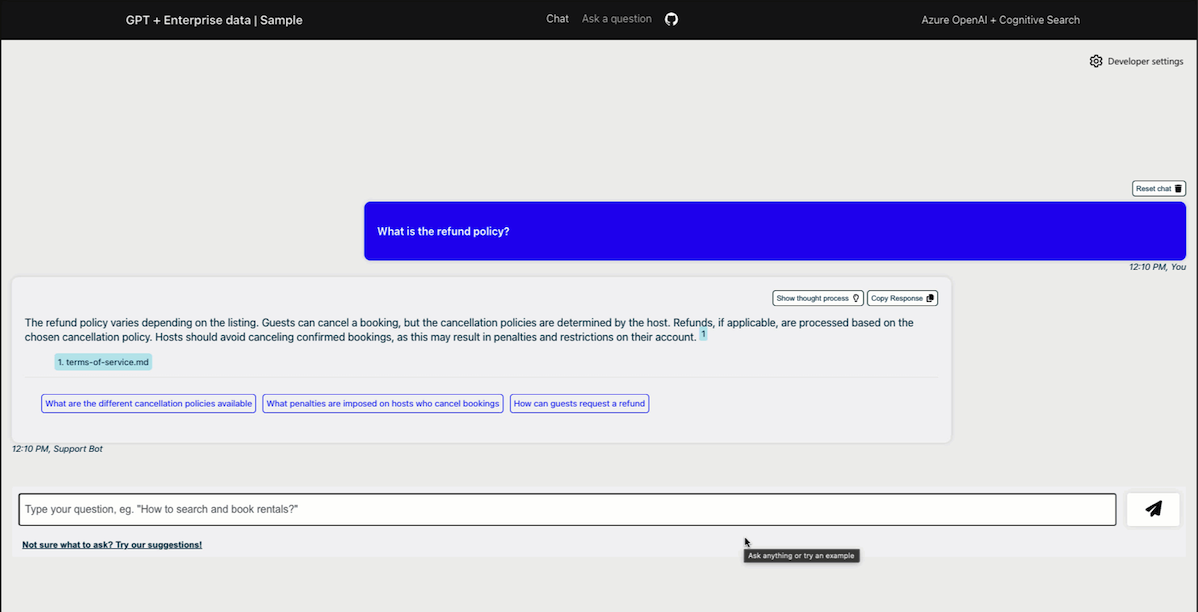 GPT + Enterprise data | Sample
Chat
Ask a question
Azure OpenAI + Cognitive Search
Developer settings
Reset chat
What is the refund policy?
12:10 PM, You
Show thought process
Copy Response
The refund policy varies depending on the listing. Guests can cancel a booking, but the cancellation policies are determined by the host. Refunds, if applicable, are processed based on the
chosen cancellation policy. Hosts should avoid canceling confirmed bookings, as this may result in penalties and restrictions on their account. 1
1. terms-of-service.md
What are the different cancellation policies available
What penalties are imposed on hosts who cancel bookings
How can guests request a refund
12:10 PM, Support Bot
Type your question, eg. "How to search and book rentals?"
Not sure what to ask? Try our suggestions!
Ask anything or try an example